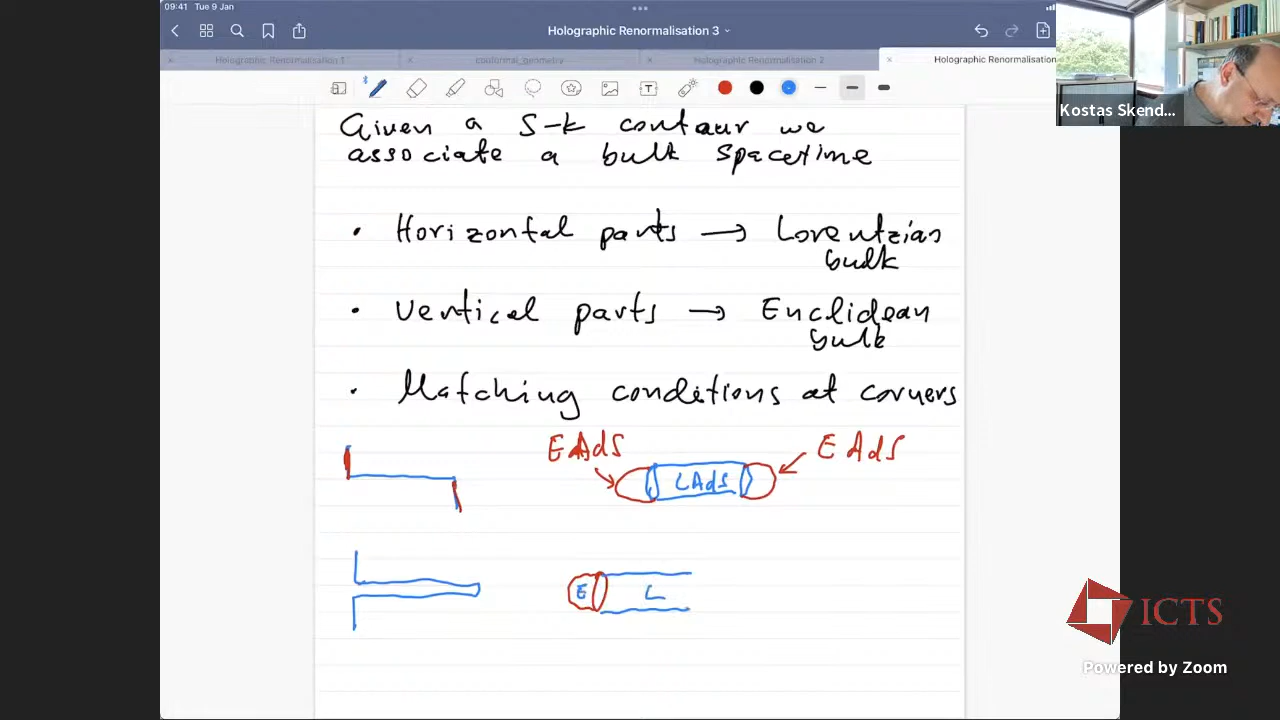 09:41 Tue 9 Jan
Holographic Renormalisation 3
Holographic Renormalisation 1
conformal_geometry
Holographic Renormalisation 2
Holographic Renormalisation
Kostas Skend...
Given a S-K contour we
associate a bulk spacetime
• Horizontal parts → Lorentzian
bulk
• Vertical parts → Euclidean
bulk
• Matching conditions at corners
EAdS
EAdS
LAdS
E
L
ICTS
Powered by Zoom